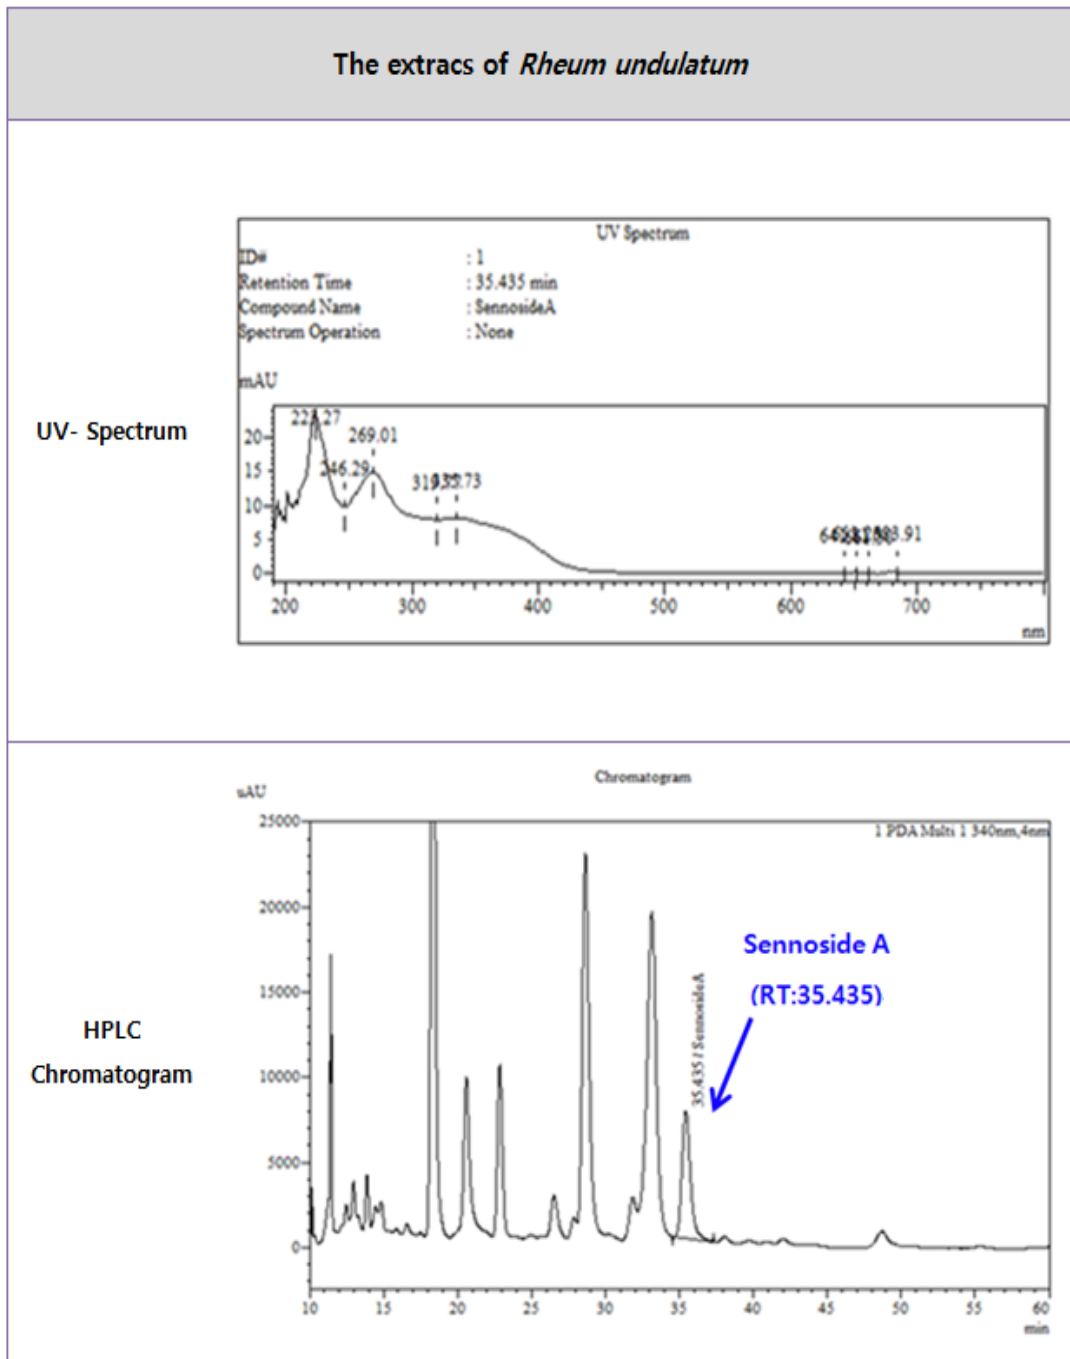 The extracs of Rheum undulatum
UV- Spectrum
UV Spectrum
ID# : 1
Retention Time : 35.435 min
Compound Name : SennosideA
Spectrum Operation : None
mAU
246.29
269.01
20
15
10
5
0
200 300 400 500 600 700
nm
HPLC
Chromatogram
Chromatogram
uAU
1 PDA Multi 1 340nm,4nm
25000
20000
15000
10000
5000
0
Sennoside A
(RT:35.435)
35.435 / SennosideA
10 15 20 25 30 35 40 45 50 55 60
min